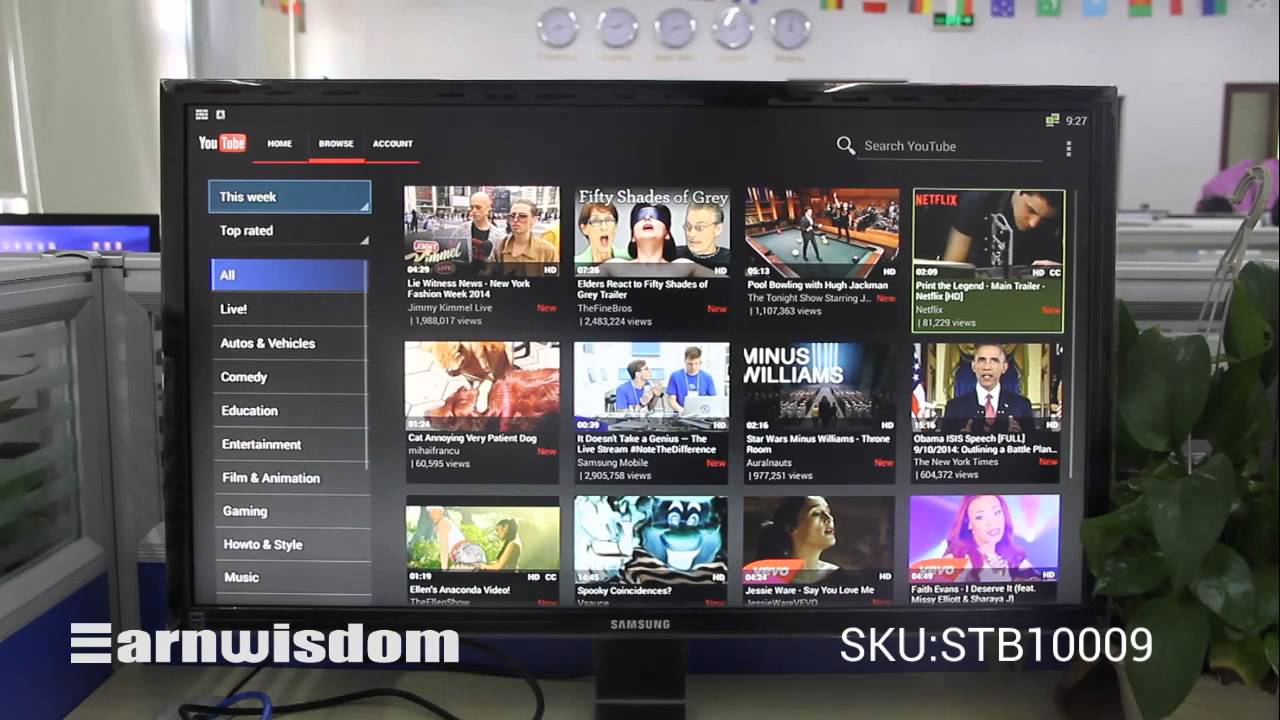 9:27
YouTube
HOME
BROWSE
ACCOUNT
Search YouTube
This week
Top rated
All
Live!
Autos & Vehicles
Comedy
Education
Entertainment
Film & Animation
Gaming
Howto & Style
Music
04:29
HD
Lie Witness News - New York
Fashion Week 2014
Jimmy Kimmel Live
New
| 1,988,017 views
Fifty Shades of Grey
07:26
HD
Elders React to Fifty Shades of
Grey Trailer
TheFineBros
New
| 2,483,224 views
05:13
HD
Pool Bowling with Hugh Jackman
The Tonight Show Starring J...
New
| 1,107,363 views
NETFLIX
02:09
HD CC
Print the Legend - Main Trailer -
Netflix [HD]
Netflix
New
| 81,229 views
01:24
Cat Annoying Very Patient Dog
mihaifrancu
New
| 60,595 views
00:39
HD
It Doesn't Take a Genius — The
Live Stream #NoteTheDifference
Samsung Mobile
New
| 2,905,758 views
MINUS
WILLIAMS
02:16
HD
Star Wars Minus Williams - Throne
Room
Auralnauts
New
| 977,251 views
15:16
HD
Obama ISIS Speech [FULL]
9/10/2014: Outlining a Battle Plan...
The New York Times
New
| 604,372 views
01:19
HD CC
Ellen's Anaconda Video!
TheEllenShow
New
14:45
HD
Spooky Coincidences?
Vsauce
New
vevo
04:24
HD
Jessie Ware - Say You Love Me
JessieWareVEVO
New
vevo
04:49
HD
Faith Evans - I Deserve It (feat.
Missy Elliott & Sharaya J)
SAMSUNG
Earnwisdom
SKU:STB10009